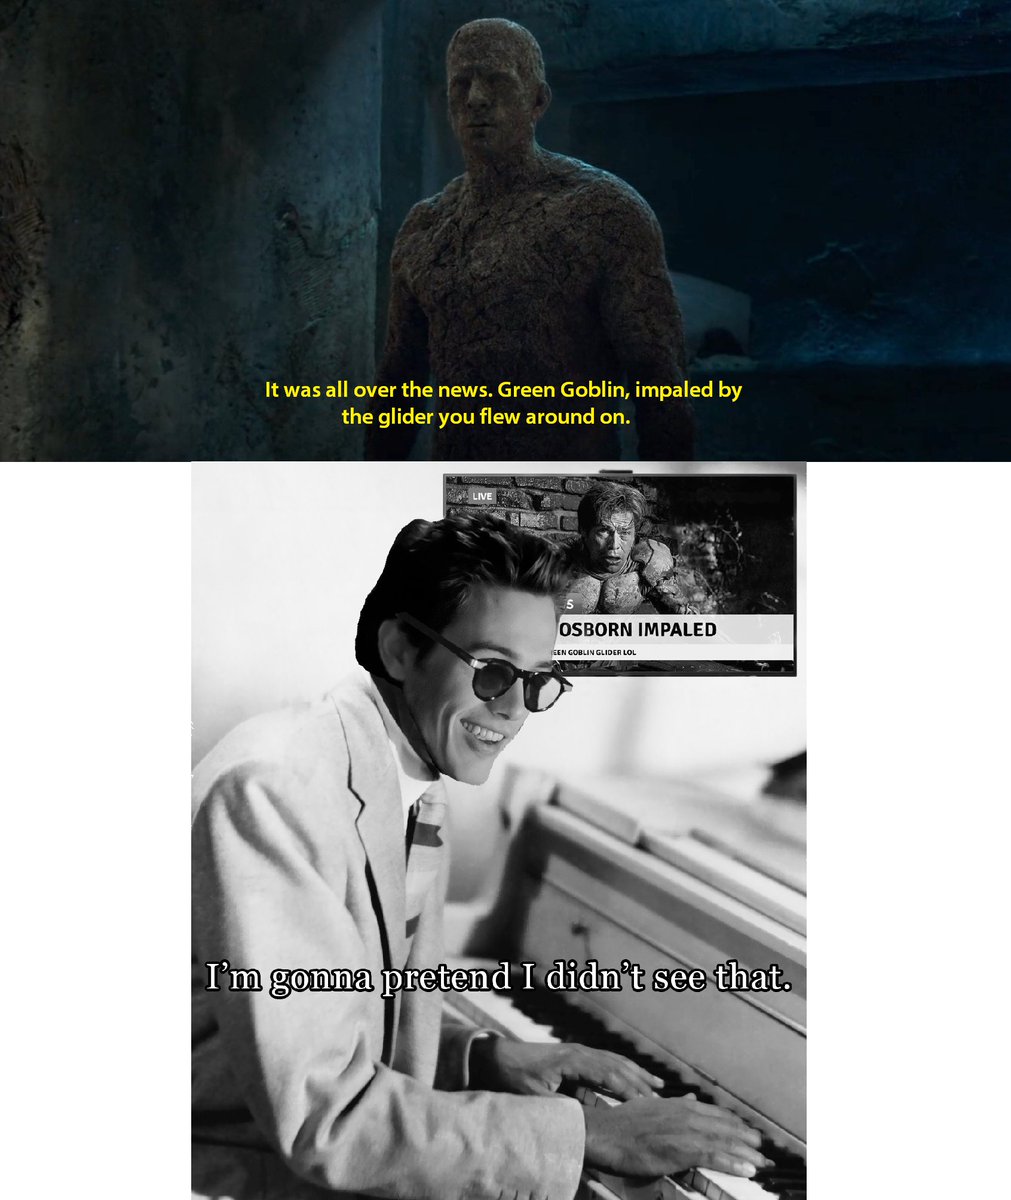 It was all over the news. Green Goblin, impaled by
the glider you flew around on.
LIVE
S
OSBORN IMPALED
EEN GOBLIN GLIDER LOL
I'm gonna pretend I didn't see that.